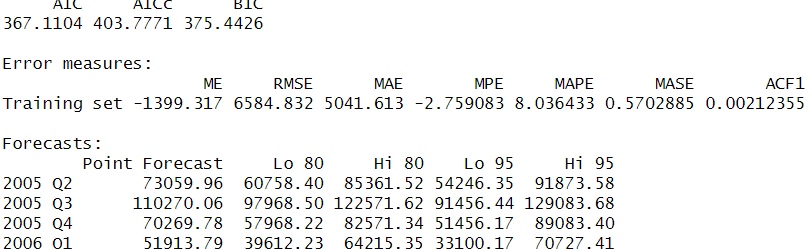 AIC AICc BIC
367.1104 403.7771 375.4426
Error measures:
ME RMSE MAE MPE MAPE MASE ACF1
Training set -1399.317 6584.832 5041.613 -2.759083 8.036433 0.5702885 0.00212355
Forecasts:
Point Forecast Lo 80 Hi 80 Lo 95 Hi 95
2005 Q2 73059.96 60758.40 85361.52 54246.35 91873.58
2005 Q3 110270.06 97968.50 122571.62 91456.44 129083.68
2005 Q4 70269.78 57968.22 82571.34 51456.17 89083.40
2006 Q1 51913.79 39612.23 64215.35 33100.17 70727.41